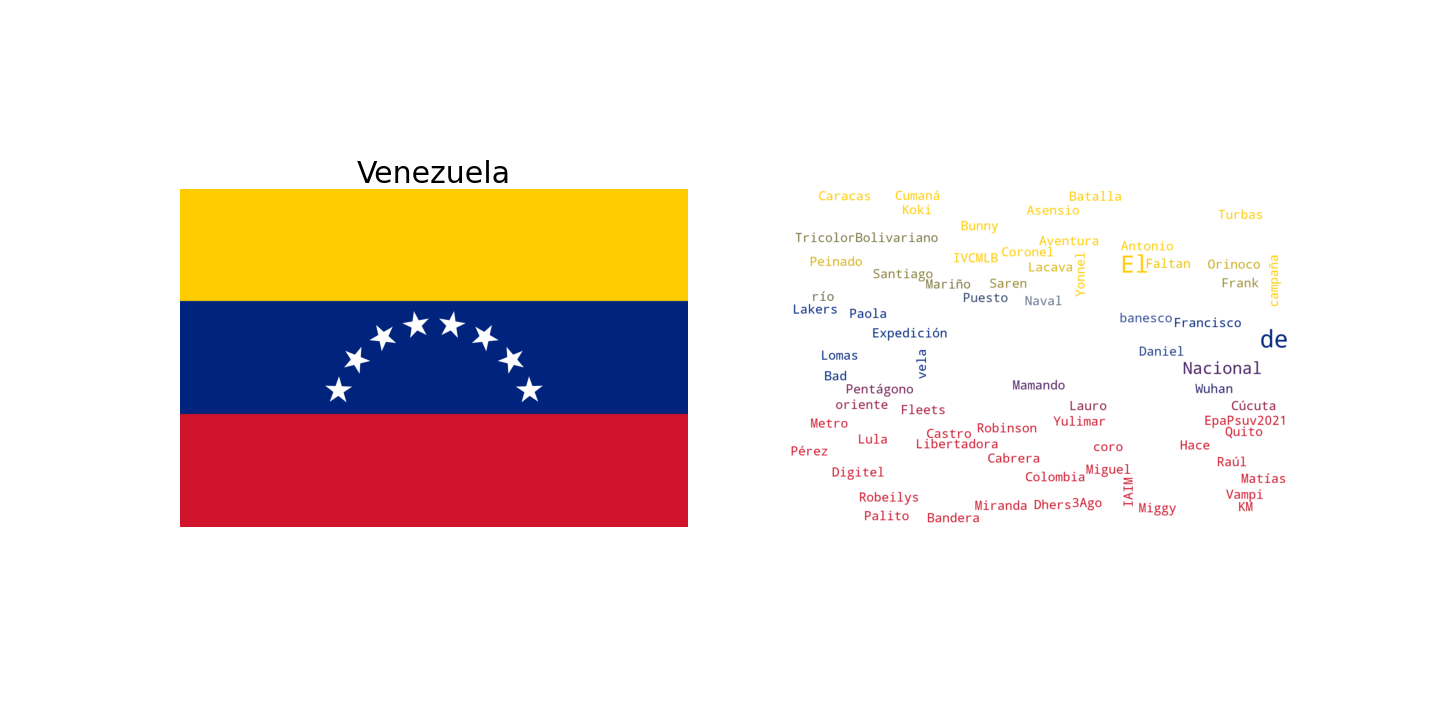 Venezuela
Caracas
Cumaná
Batalla
Koki
Asensio
Turbas
Bunny
TricolorBolivariano
Aventura
Antonio
Coronel
IVCMLB
Peinado
Lacava
Yonnel
El
Faltan
Orinoco
campaña
Santiago
Mariño
Saren
Frank
río
Puesto
Naval
Lakers
Paola
banesco
Francisco
Expedición
de
Lomas
vela
Daniel
Bad
Nacional
Pentágono
Mamando
Wuhan
oriente
Fleets
Lauro
Cúcuta
Metro
Robinson
Yulimar
EpaPsuv2021
Castro
Quito
Lula
Libertadora
coro
Hace
Pérez
Cabrera
Raúl
Digitel
Colombia
Miguel
Matías
IAIM
Robeilys
Vampi
Miranda
Dhers
3Ago
Miggy
KM
Palito
Bandera